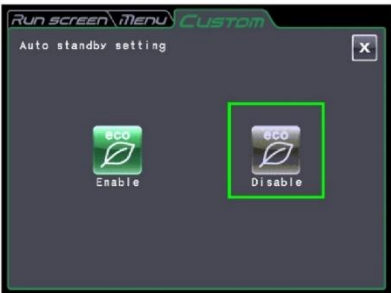 Run screen Menu Custom
Auto standby setting X
eco eco
Enable Disable